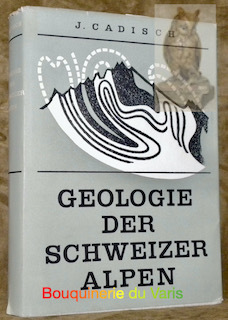 J. CADISCH
GEOLOGIE
DER
SCHWEIZER
ALPEN
Bouquinerie du Varis